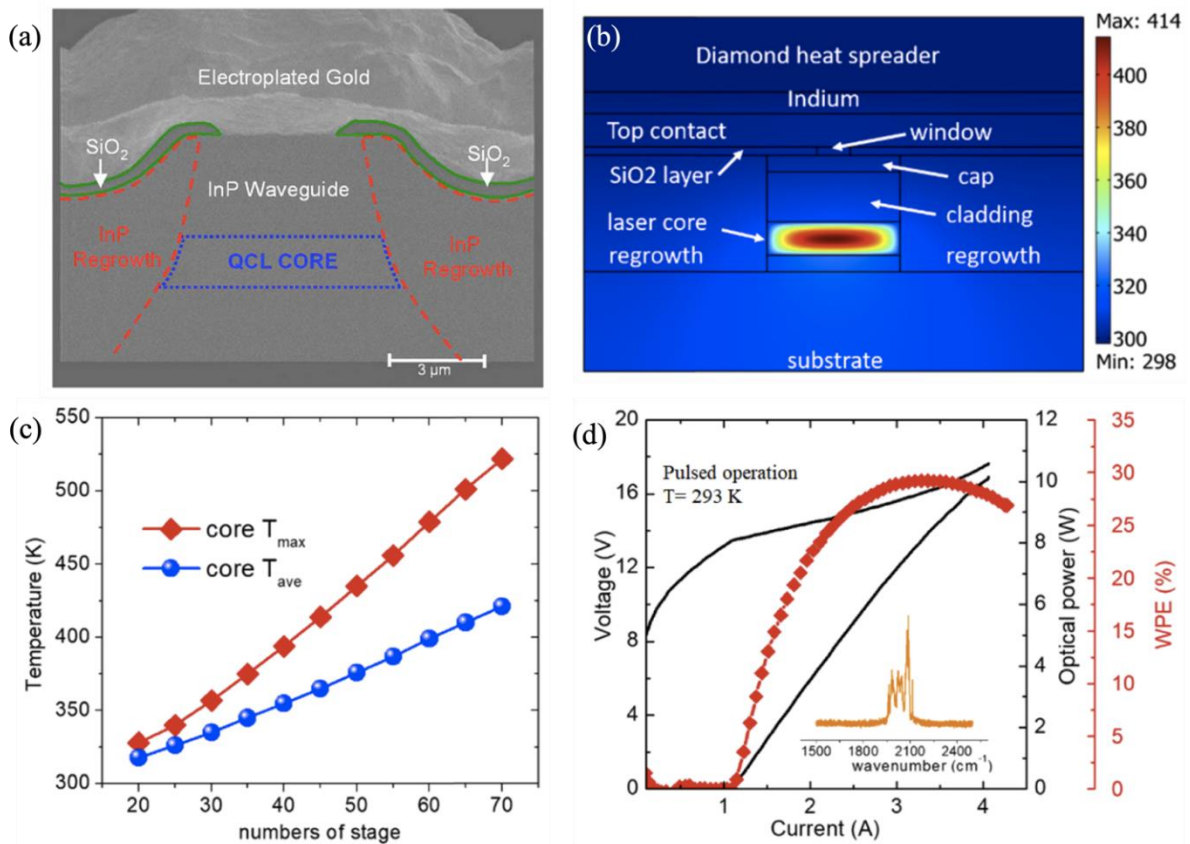 (a)
Electroplated Gold
SiO2
SiO2
InP Waveguide
InP
Regrowth
InP
Regrowth
QCL CORE
3 μm
(b)
Max: 414
Diamond heat spreader
Indium
Top contact
window
SiO2 layer
cap
laser core
cladding
regrowth
regrowth
substrate
400
380
360
340
320
300
Min: 298
(c)
Temperature (K)
550
500
450
400
350
300
core Tmax
core Tave
20 30 40 50 60 70
numbers of stage
(d)
Voltage (V)
20
16
12
8
4
0
Pulsed operation
T= 293 K
1500 1800 2100 2400
wavenumber (cm-1)
0 1 2 3 4
Current (A)
12
10
8
6
4
2
0
Optical power (W)
35
30
25
20
15
10
5
0
WPE (%)